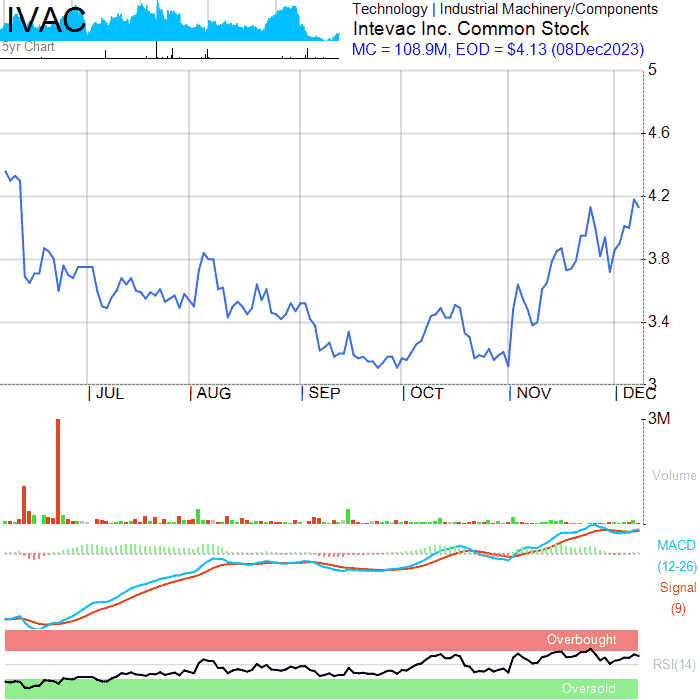 IVAC
5yr Chart
Technology | Industrial Machinery/Components
Intevac Inc. Common Stock
MC = 108.9M, EOD = $4.13 (08Dec2023)
5
4.6
4.2
3.8
3.4
3
JUL AUG SEP OCT NOV DEC
3M
Volume
MACD
(12-26)
Signal
(9)
Overbought
RSI(14)
Oversold